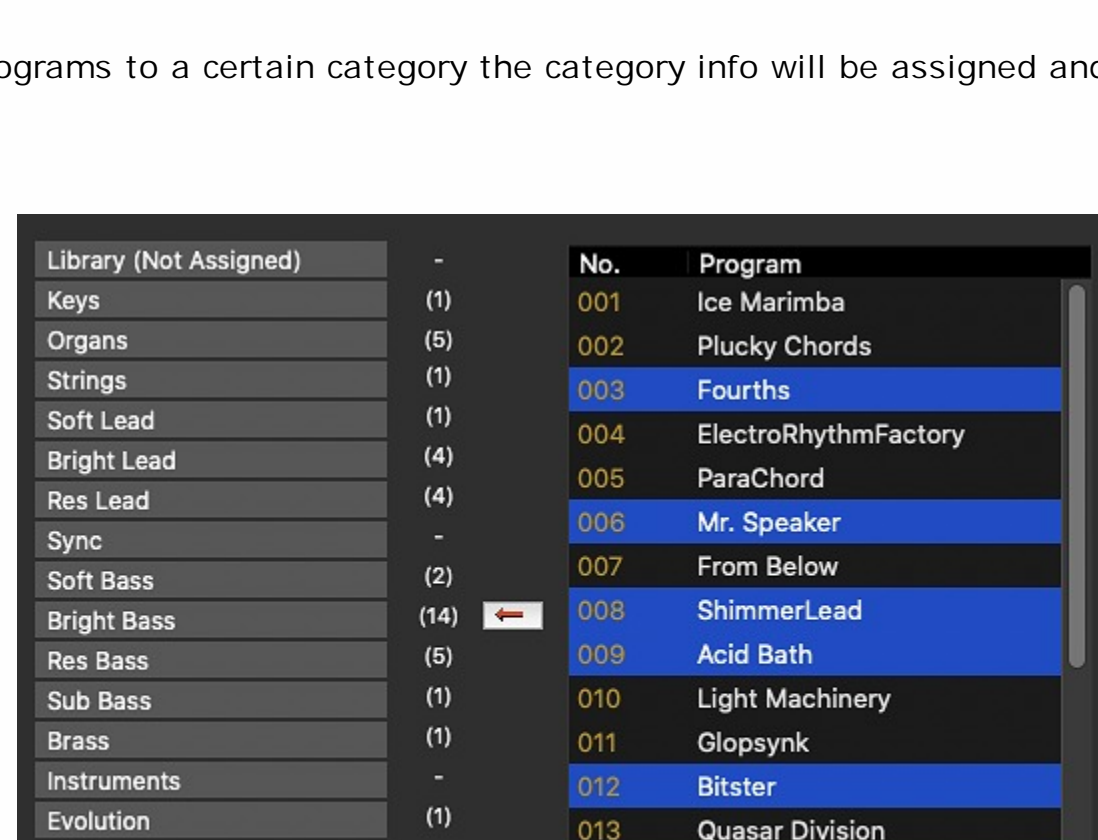 ograms to a certain category the category info will be assigned and
Library (Not Assigned) -
Keys (1)
Organs (5)
Strings (1)
Soft Lead (1)
Bright Lead (4)
Res Lead (4)
Sync -
Soft Bass (2)
Bright Bass (14)
Res Bass (5)
Sub Bass (1)
Brass (1)
Instruments -
Evolution (1)
No. Program
001 Ice Marimba
002 Plucky Chords
003 Fourths
004 ElectroRhythmFactory
005 ParaChord
006 Mr. Speaker
007 From Below
008 ShimmerLead
009 Acid Bath
010 Light Machinery
011 Glopsynk
012 Bitster
013 Quasar Division